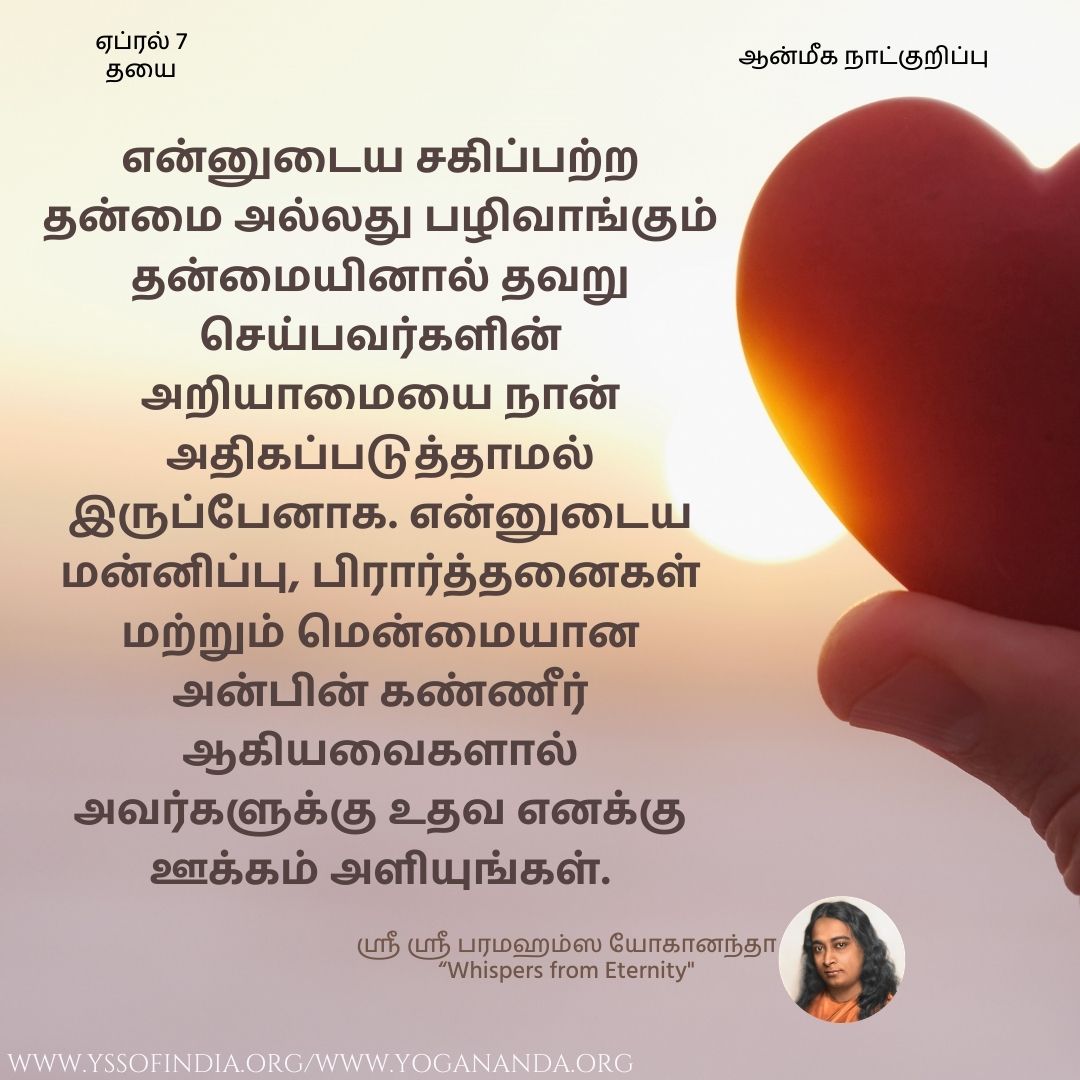 ஏப்ரல் 7
தயை
ஆன்மீக நாட்குறிப்பு
என்னுடைய சகிப்பற்ற
தன்மை அல்லது பழிவாங்கும்
தன்மையினால் தவறு
செய்பவர்களின்
அறியாமையை நான்
அதிகப்படுத்தாமல்
இருப்பேனாக. என்னுடைய
மன்னிப்பு, பிரார்த்தனைகள்
மற்றும் மென்மையான
அன்பின் கண்ணீர்
ஆகியவைகளால்
அவர்களுக்கு உதவ எனக்கு
ஊக்கம் அளியுங்கள்.
ஸ்ரீ ஸ்ரீ பரமஹம்ஸ யோகானந்தா
“Whispers from Eternity"
WWW.YSSOFINDIA.ORG/WWW.YOGANANDA.ORG